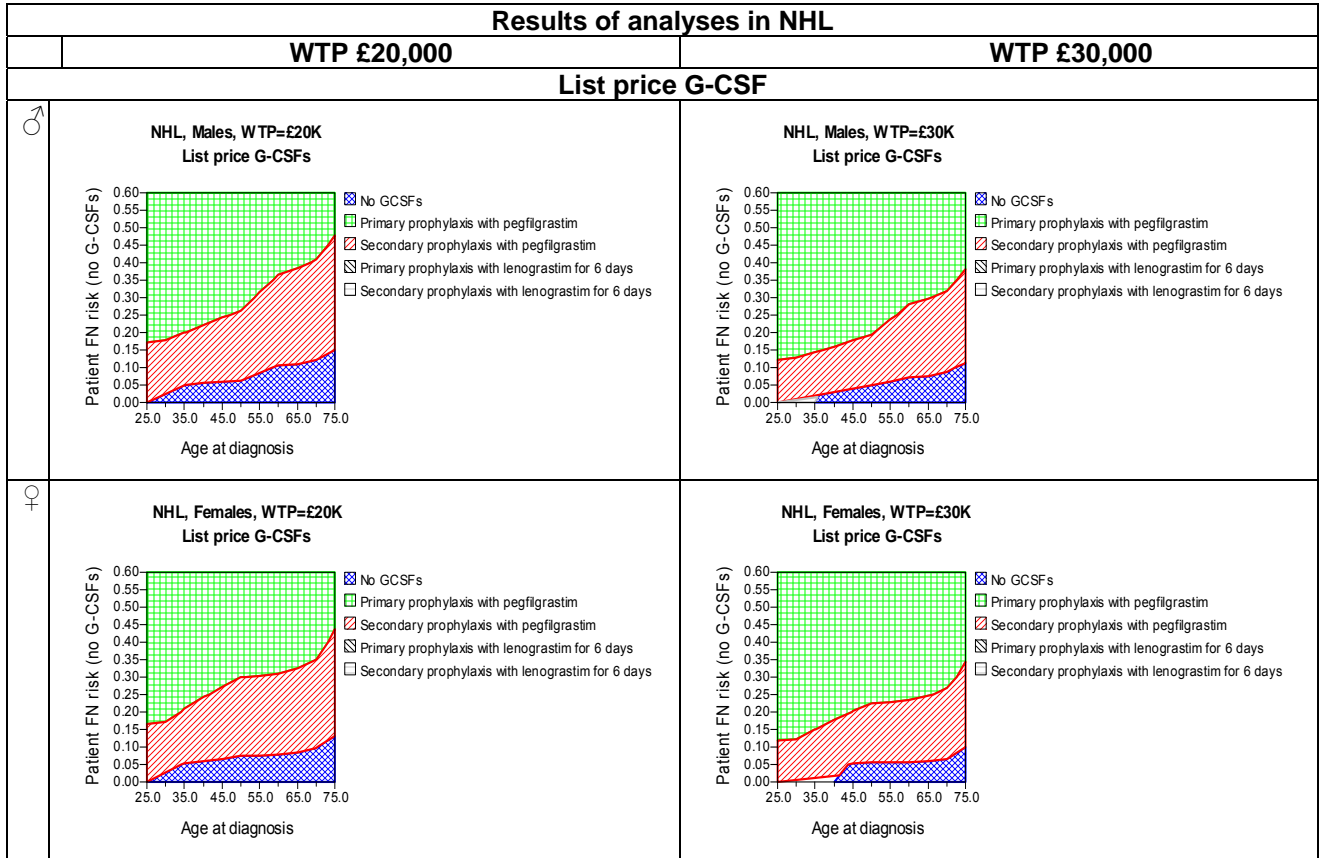 Results of analyses in NHL
WTP £20,000
WTP £30,000
List price G-CSF
♂
NHL, Males, WTP=£20K
List price G-CSFs
Patient FN risk (no G-CSFs)
0.60
0.55
0.50
0.45
0.40
0.35
0.30
0.25
0.20
0.15
0.10
0.05
0.00
25.0 35.0 45.0 55.0 65.0 75.0
Age at diagnosis
No GCSFs
Primary prophylaxis with pegfilgrastim
Secondary prophylaxis with pegfilgrastim
Primary prophylaxis with lenograstim for 6 days
Secondary prophylaxis with lenograstim for 6 days
NHL, Males, WTP=£30K
List price G-CSFs
Patient FN risk (no G-CSFs)
0.60
0.55
0.50
0.45
0.40
0.35
0.30
0.25
0.20
0.15
0.10
0.05
0.00
25.0 35.0 45.0 55.0 65.0 75.0
Age at diagnosis
No GCSFs
Primary prophylaxis with pegfilgrastim
Secondary prophylaxis with pegfilgrastim
Primary prophylaxis with lenograstim for 6 days
Secondary prophylaxis with lenograstim for 6 days
♀
NHL, Females, WTP=£20K
List price G-CSFs
Patient FN risk (no G-CSFs)
0.60
0.55
0.50
0.45
0.40
0.35
0.30
0.25
0.20
0.15
0.10
0.05
0.00
25.0 35.0 45.0 55.0 65.0 75.0
Age at diagnosis
No GCSFs
Primary prophylaxis with pegfilgrastim
Secondary prophylaxis with pegfilgrastim
Primary prophylaxis with lenograstim for 6 days
Secondary prophylaxis with lenograstim for 6 days
NHL, Females, WTP=£30K
List price G-CSFs
Patient FN risk (no G-CSFs)
0.60
0.55
0.50
0.45
0.40
0.35
0.30
0.25
0.20
0.15
0.10
0.05
0.00
25.0 35.0 45.0 55.0 65.0 75.0
Age at diagnosis
No GCSFs
Primary prophylaxis with pegfilgrastim
Secondary prophylaxis with pegfilgrastim
Primary prophylaxis with lenograstim for 6 days
Secondary prophylaxis with lenograstim for 6 days